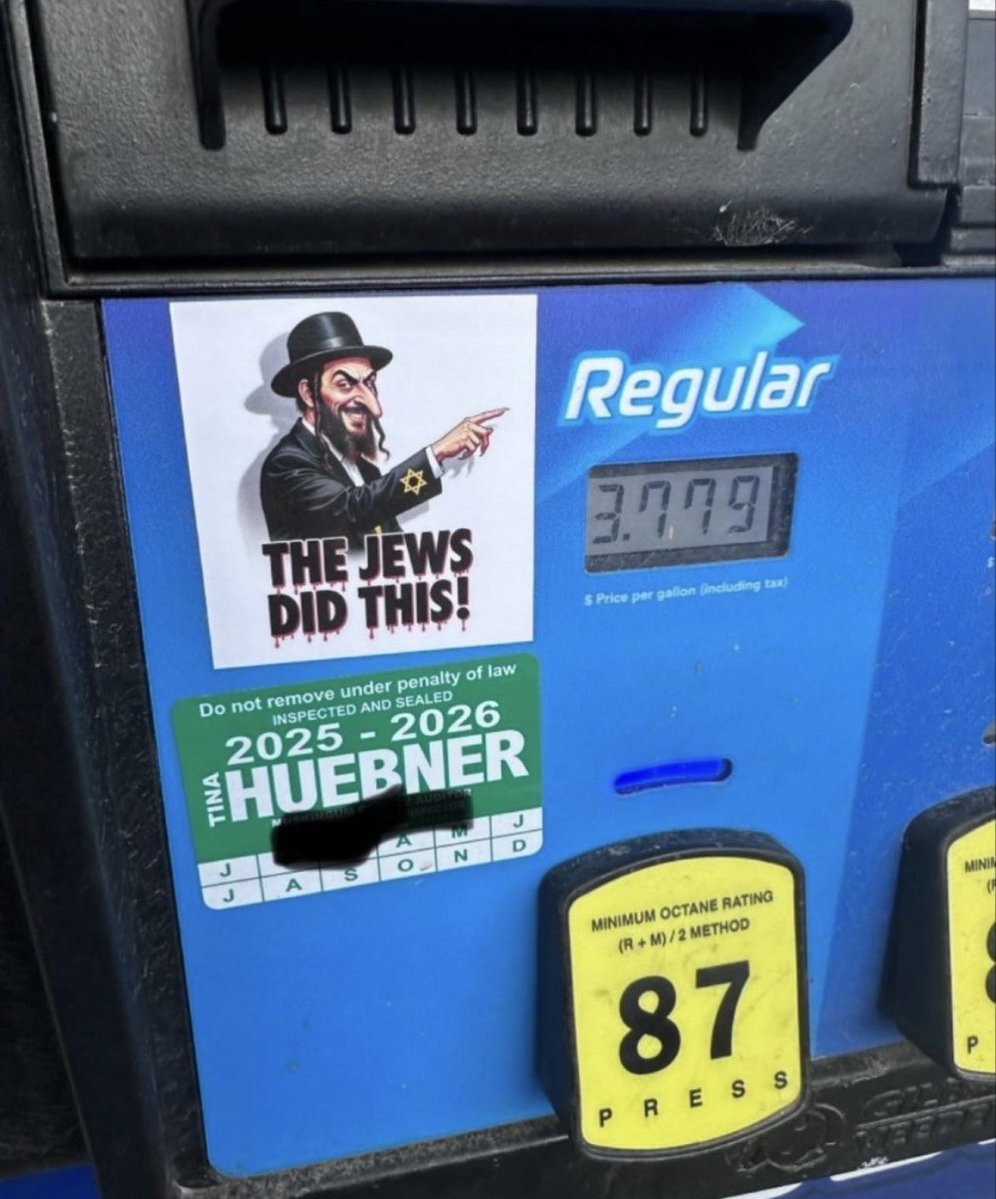 Regular
3.779
$ Price per gallon (including tax)
THE JEWS
DID THIS!
Do not remove under penalty of law
INSPECTED AND SEALED
2025 - 2026
TINA
HUEBNER
J A M J
J A S O N D
MINIMUM OCTANE RATING
(R + M) / 2 METHOD
87
PRESS
MINIM
P